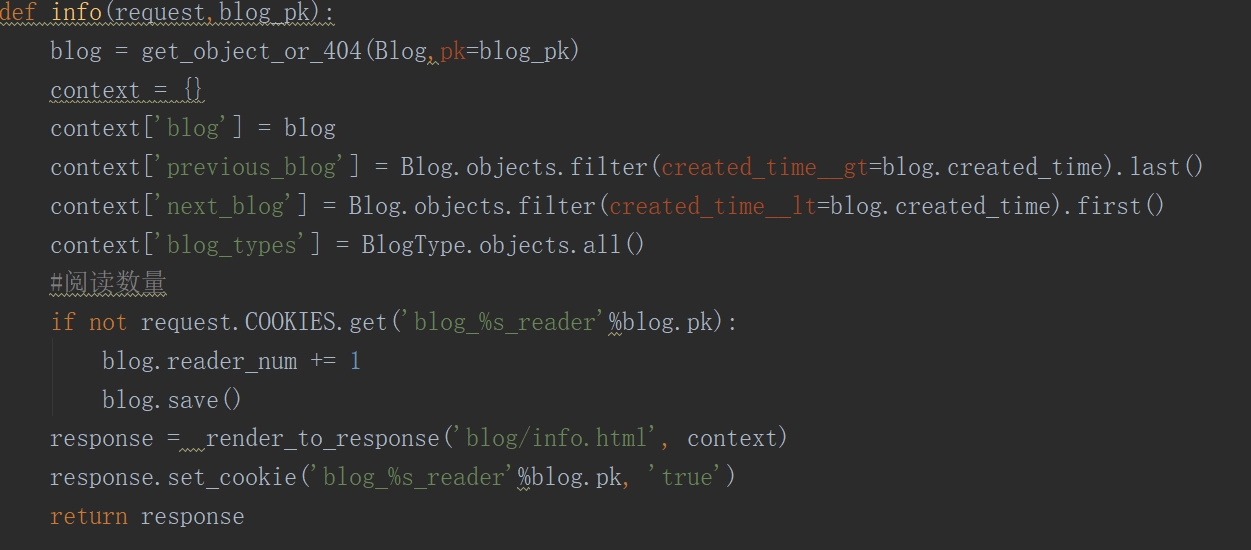 def info(request,blog_pk):
    blog = get_object_or_404(Blog,pk=blog_pk)
    context = {}
    context['blog'] = blog
    context['previous_blog'] = Blog.objects.filter(created_time__gt=blog.created_time).last()
    context['next_blog'] = Blog.objects.filter(created_time__lt=blog.created_time).first()
    context['blog_types'] = BlogType.objects.all()
    #阅读数量
    if not request.COOKIES.get('blog_%s_reader'%blog.pk):
        blog.reader_num += 1
        blog.save()
    response =  render_to_response('blog/info.html', context)
    response.set_cookie('blog_%s_reader'%blog.pk, 'true')
    return response